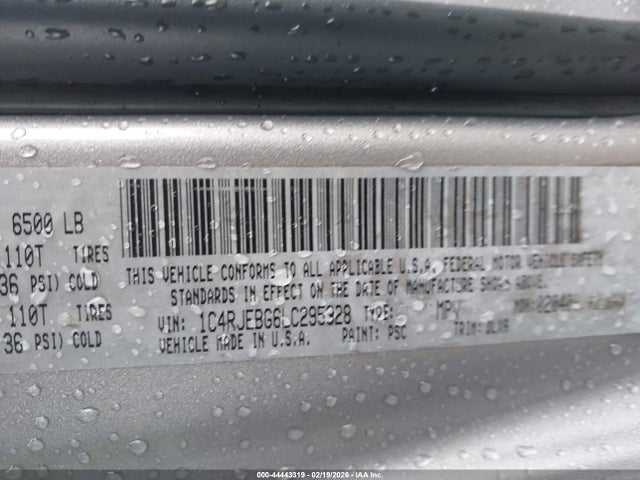 6500 LB
110T TIRES
36 PSI) COLD
110T TIRES
36 PSI) COLD
THIS VEHICLE CONFORMS TO ALL APPLICABLE U.S.A. FEDERAL MOTOR VEHICLE SAFETY
STANDARDS IN EFFECT ON THE DATE OF MANUFACTURE SHOWN ABOVE
VIN: 1C4RJEBG6LC295328 TYPE: MPV
VEHICLE MADE IN U.S.A. PAINT: PSC TRIM: DLX9
000-44443319 - 02/19/2026 - IAA Inc.